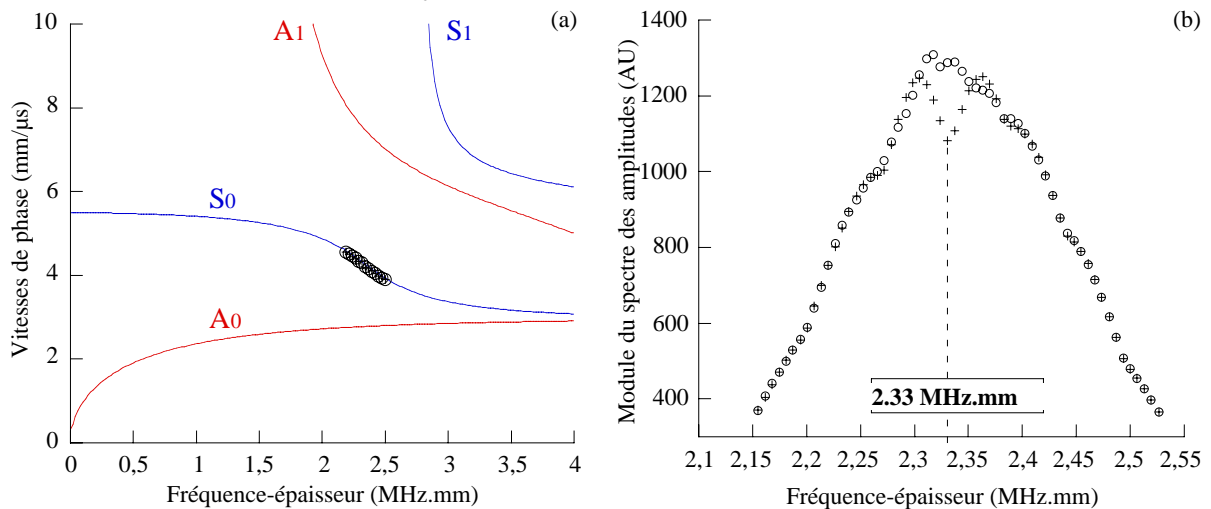 (a)
10
8
6
4
2
0
Vitesses de phase (mm/µs)
A1
S1
S0
A0
0
0,5
1
1,5
2
2,5
3
3,5
4
Fréquence-épaisseur (MHz.mm)
(b)
1400
1200
1000
800
600
400
Module du spectre des amplitudes (AU)
2.33 MHz.mm
2,1
2,15
2,2
2,25
2,3
2,35
2,4
2,45
2,5
2,55
Fréquence-épaisseur (MHz.mm)